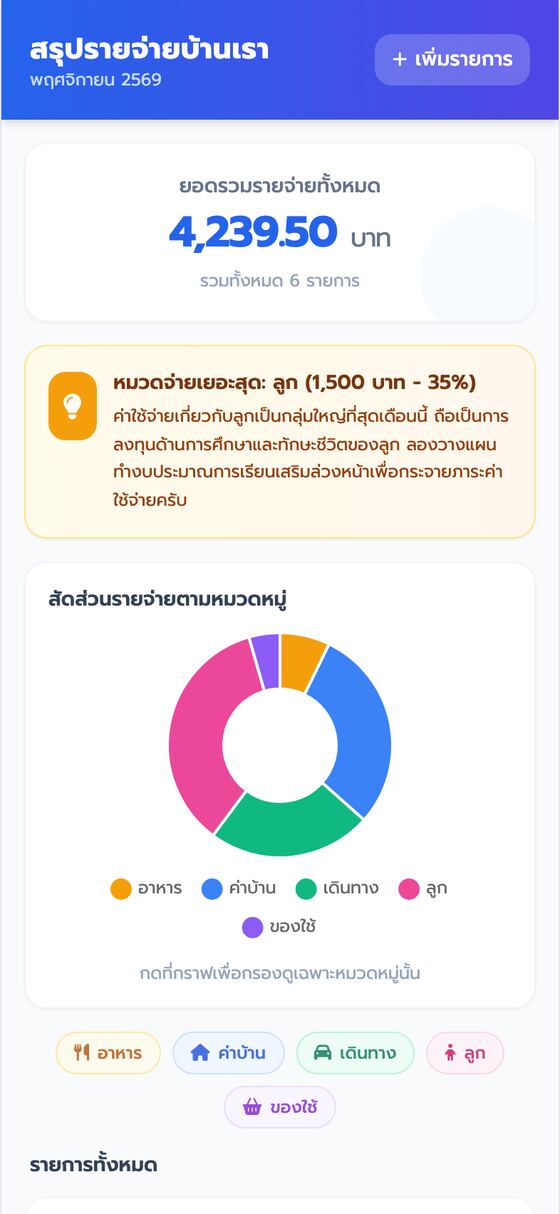 สรุปรายจ่ายบ้านเรา
พฤศจิกายน 2569
+ เพิ่มรายการ
ยอดรวมรายจ่ายทั้งหมด
4,239.50 บาท
รวมทั้งหมด 6 รายการ
หมวดจ่ายเยอะสุด: ลูก (1,500 บาท - 35%)
ค่าใช้จ่ายเกี่ยวกับลูกเป็นกลุ่มใหญ่ที่สุดเดือนนี้ ถือเป็นการ
ลงทุนด้านการศึกษาและทักษะชีวิตของลูก ลองวางแผน
ทำงบประมาณการเรียนเสริมล่วงหน้าเพื่อกระจายภาระค่า
ใช้จ่ายครับ
สัดส่วนรายจ่ายตามหมวดหมู่
อาหาร ค่าบ้าน เดินทาง ลูก
ของใช้
กดที่กราฟเพื่อกรองดูเฉพาะหมวดหมู่นั้น
อาหาร ค่าบ้าน เดินทาง ลูก
ของใช้
รายการทั้งหมด